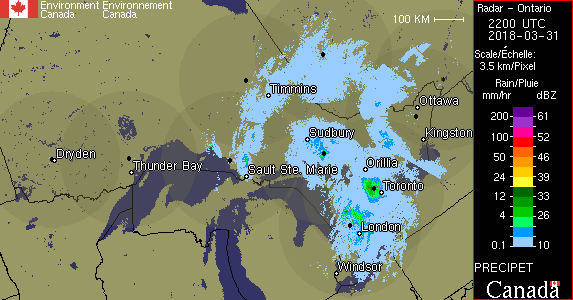 Environment Environnement
Canada Canada
100 KM
Timmins
Ottawa
Sudbury
Kingston
Dryden
Thunder Bay
Sault Ste. Marie
Orillia
Toronto
London
Windsor
Radar – Ontario
2200 UTC
2018-03-31
Scale/Échelle:
3.5 km/Pixel
Rain/Pluie
mm/hr dBZ
200 61
100 52
50 46
24 39
12 33
4 26
0.1 10
PRECIPET
Canada